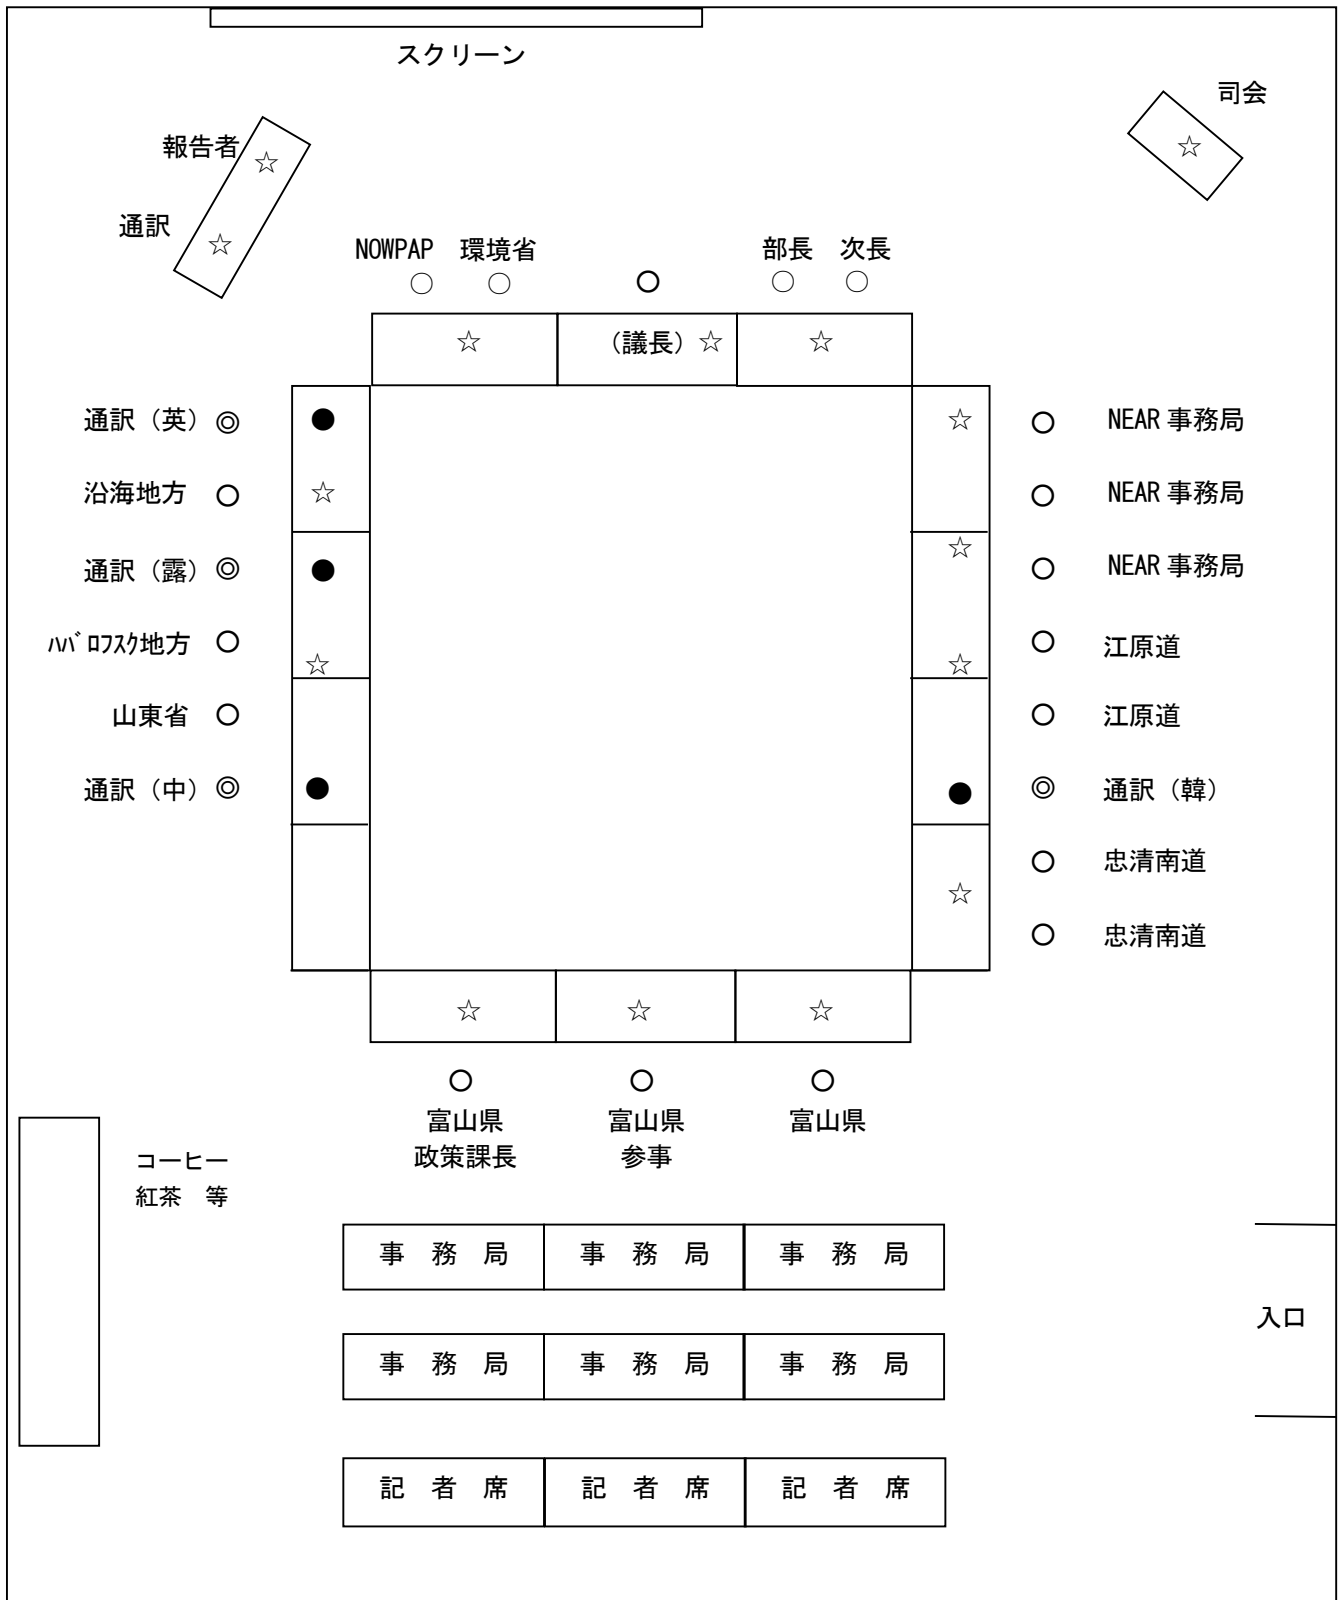 スクリーン
司会
☆
報告者
☆
通訳
☆
NOWPAP 環境省 部長 次長
○ ○ ○ ○ ○
☆ (議長) ☆ ☆
通訳(英) ◎ ● ☆ ○ NEAR 事務局
沿海地方 ○ ☆ ○ NEAR 事務局
通訳(露) ◎ ● ☆ ○ NEAR 事務局
ﾊﾊﾞﾛﾌｽｸ地方 ○ ☆ ☆ ○ 江原道
山東省 ○ ○ 江原道
通訳(中) ◎ ● ● ◎ 通訳(韓)
○ 忠清南道
☆
○ 忠清南道
☆ ☆ ☆
○ ○ ○
富山県 富山県 富山県
政策課長 参事
コーヒー
紅茶 等
事 務 局 事 務 局 事 務 局
入口
事 務 局 事 務 局 事 務 局
記 者 席 記 者 席 記 者 席